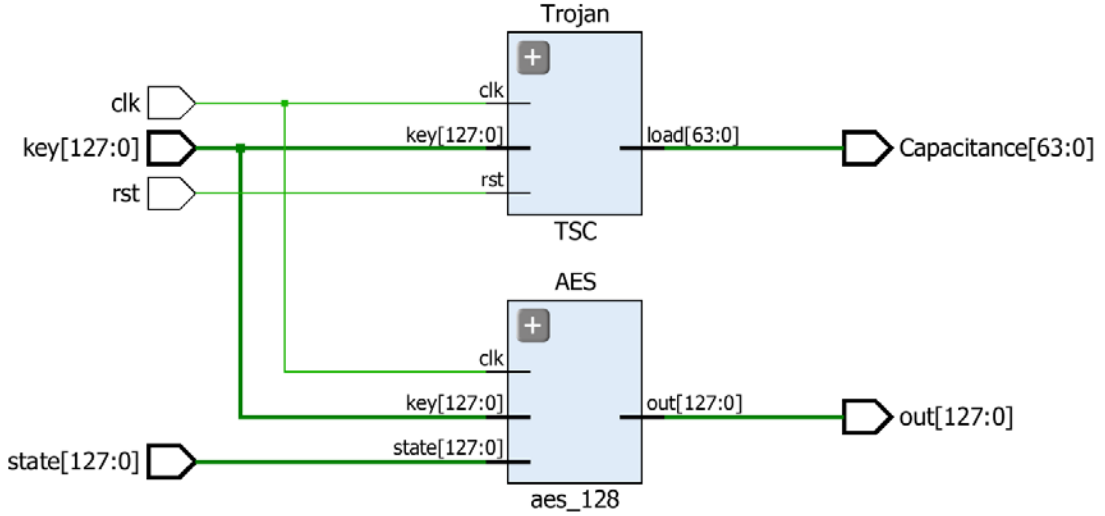 Trojan
clk
clk
key[127:0]
key[127:0]
load[63:0]
Capacitance[63:0]
rst
rst
TSC
AES
clk
key[127:0]
out[127:0]
out[127:0]
state[127:0]
state[127:0]
aes_128